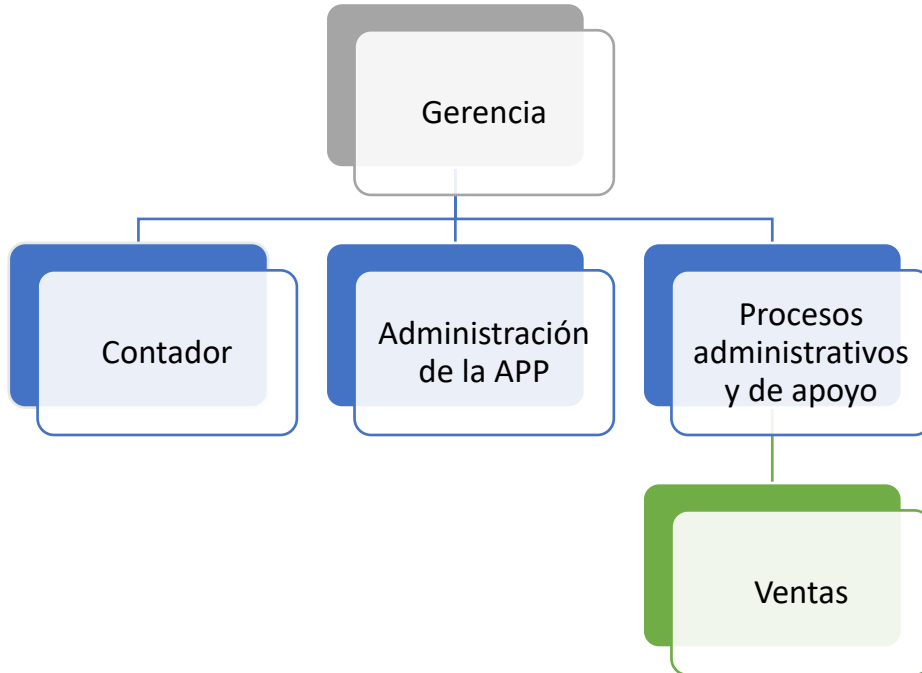 Gerencia
Contador
Administración
de la APP
Procesos
administrativos
y de apoyo
Ventas